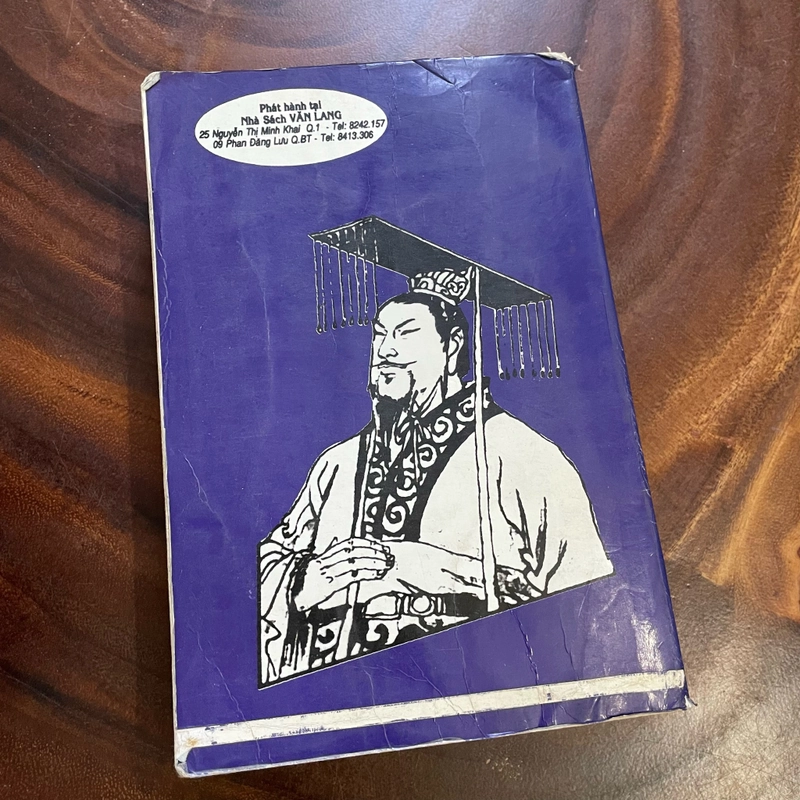 Phát hành tại
Nhà Sách VĂN LANG
25 Nguyễn Thị Minh Khai Q.1 - Tel: 8242.157
09 Phan Đăng Lưu Q.BT - Tel: 8413.306